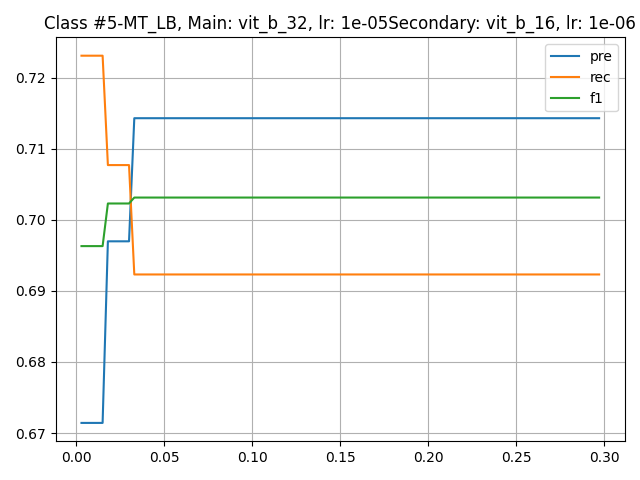 Class #5-MT_LB, Main: vit_b_32, lr: 1e-05Secondary: vit_b_16, lr: 1e-06
pre
rec
f1
0.72
0.71
0.70
0.69
0.68
0.67
0.00 0.05 0.10 0.15 0.20 0.25 0.30